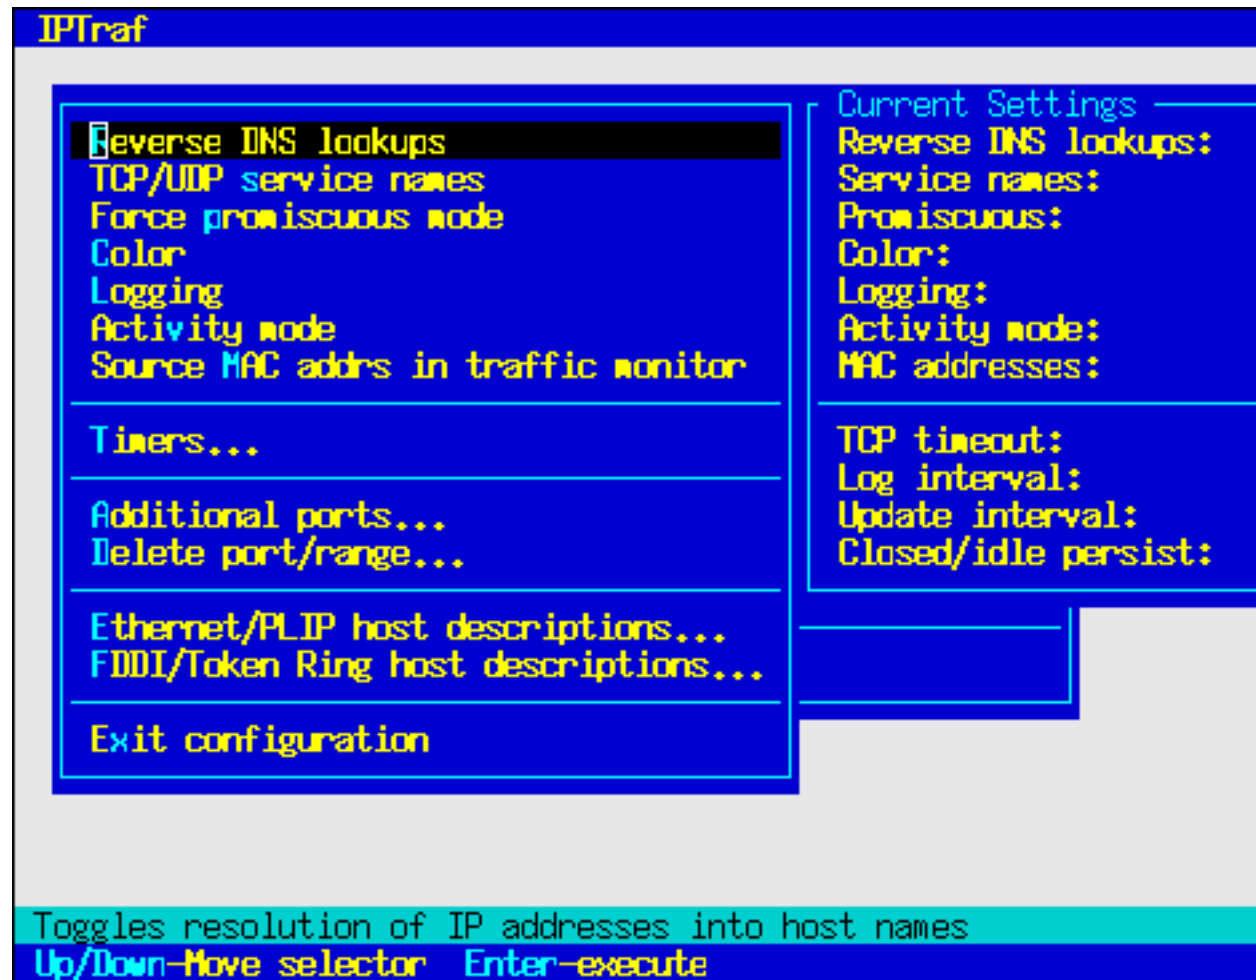 IPTraf
Reverse DNS lookups
TCP/UDP service names
Force promiscuous mode
Color
Logging
Activity mode
Source MAC addrs in traffic monitor
Timers...
Additional ports...
Delete port/range...
Ethernet/PLIP host descriptions...
FDDI/Token Ring host descriptions...
Exit configuration
Current Settings
Reverse DNS lookups:
Service names:
Promiscuous:
Color:
Logging:
Activity mode:
MAC addresses:
TCP timeout:
Log interval:
Update interval:
Closed/idle persist:
Toggles resolution of IP addresses into host names
Up/Down-Move selector Enter-execute